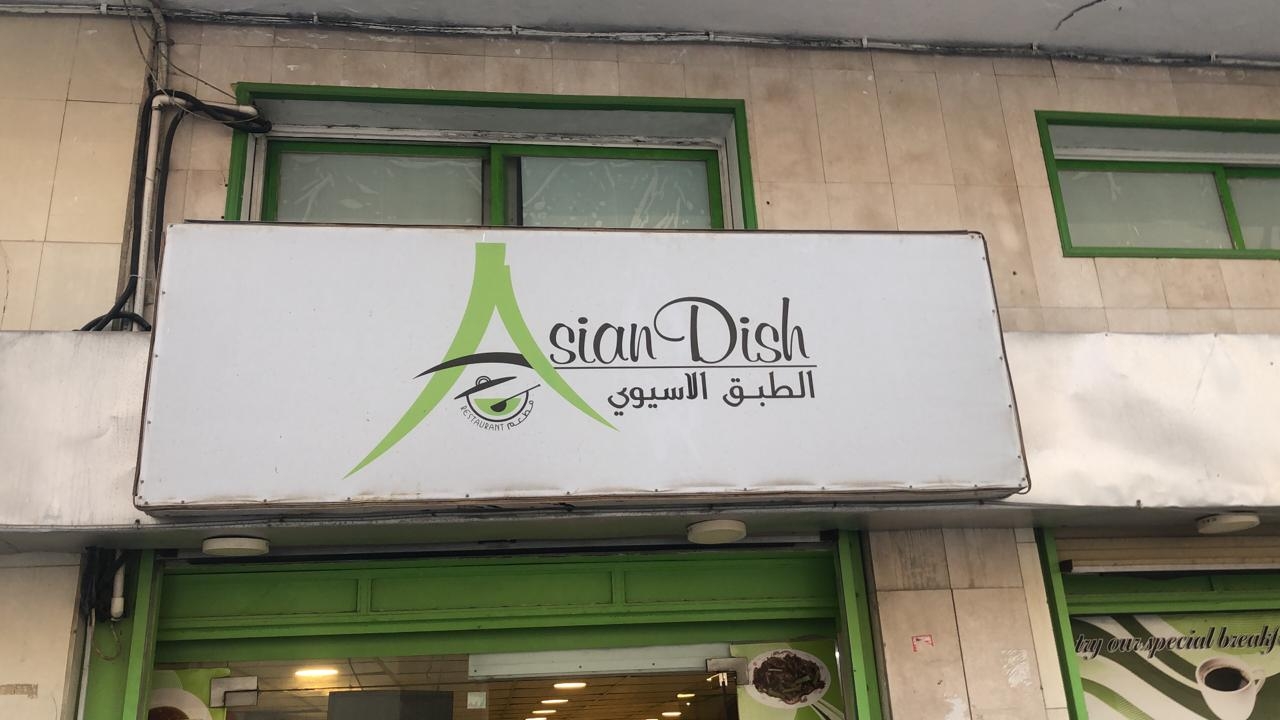 Asian Dish
الطبق الاسيوي
RESTAURANT مطعم
try our special breakf